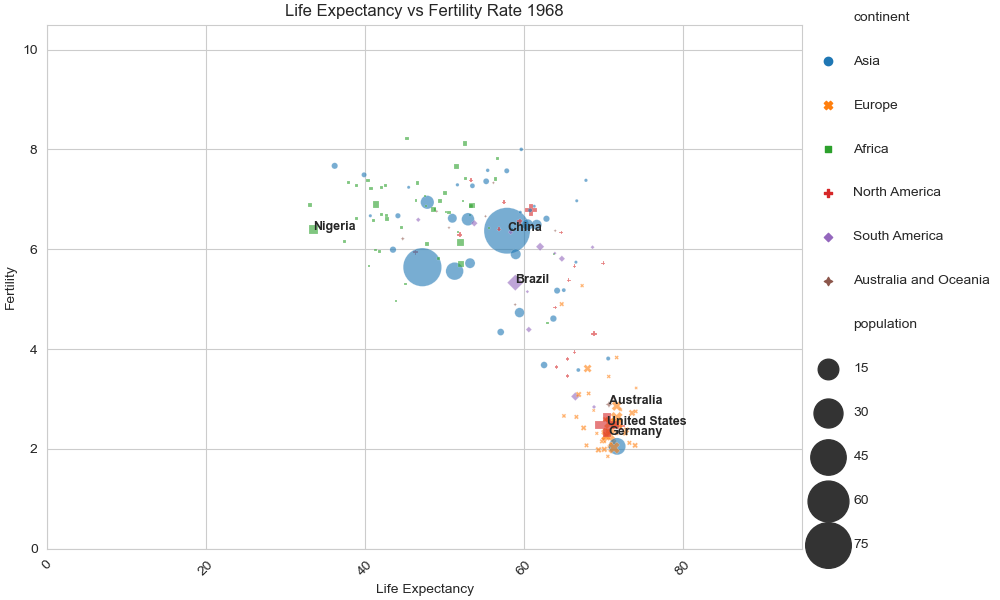 Life Expectancy vs Fertility Rate 1968
continent
Asia
Europe
Africa
North America
South America
Australia and Oceania
population
15
30
45
60
75
10
8
6
4
2
0
Fertility
Nigeria
China
Brazil
Australia
United States
Germany
0
20
40
60
80
Life Expectancy